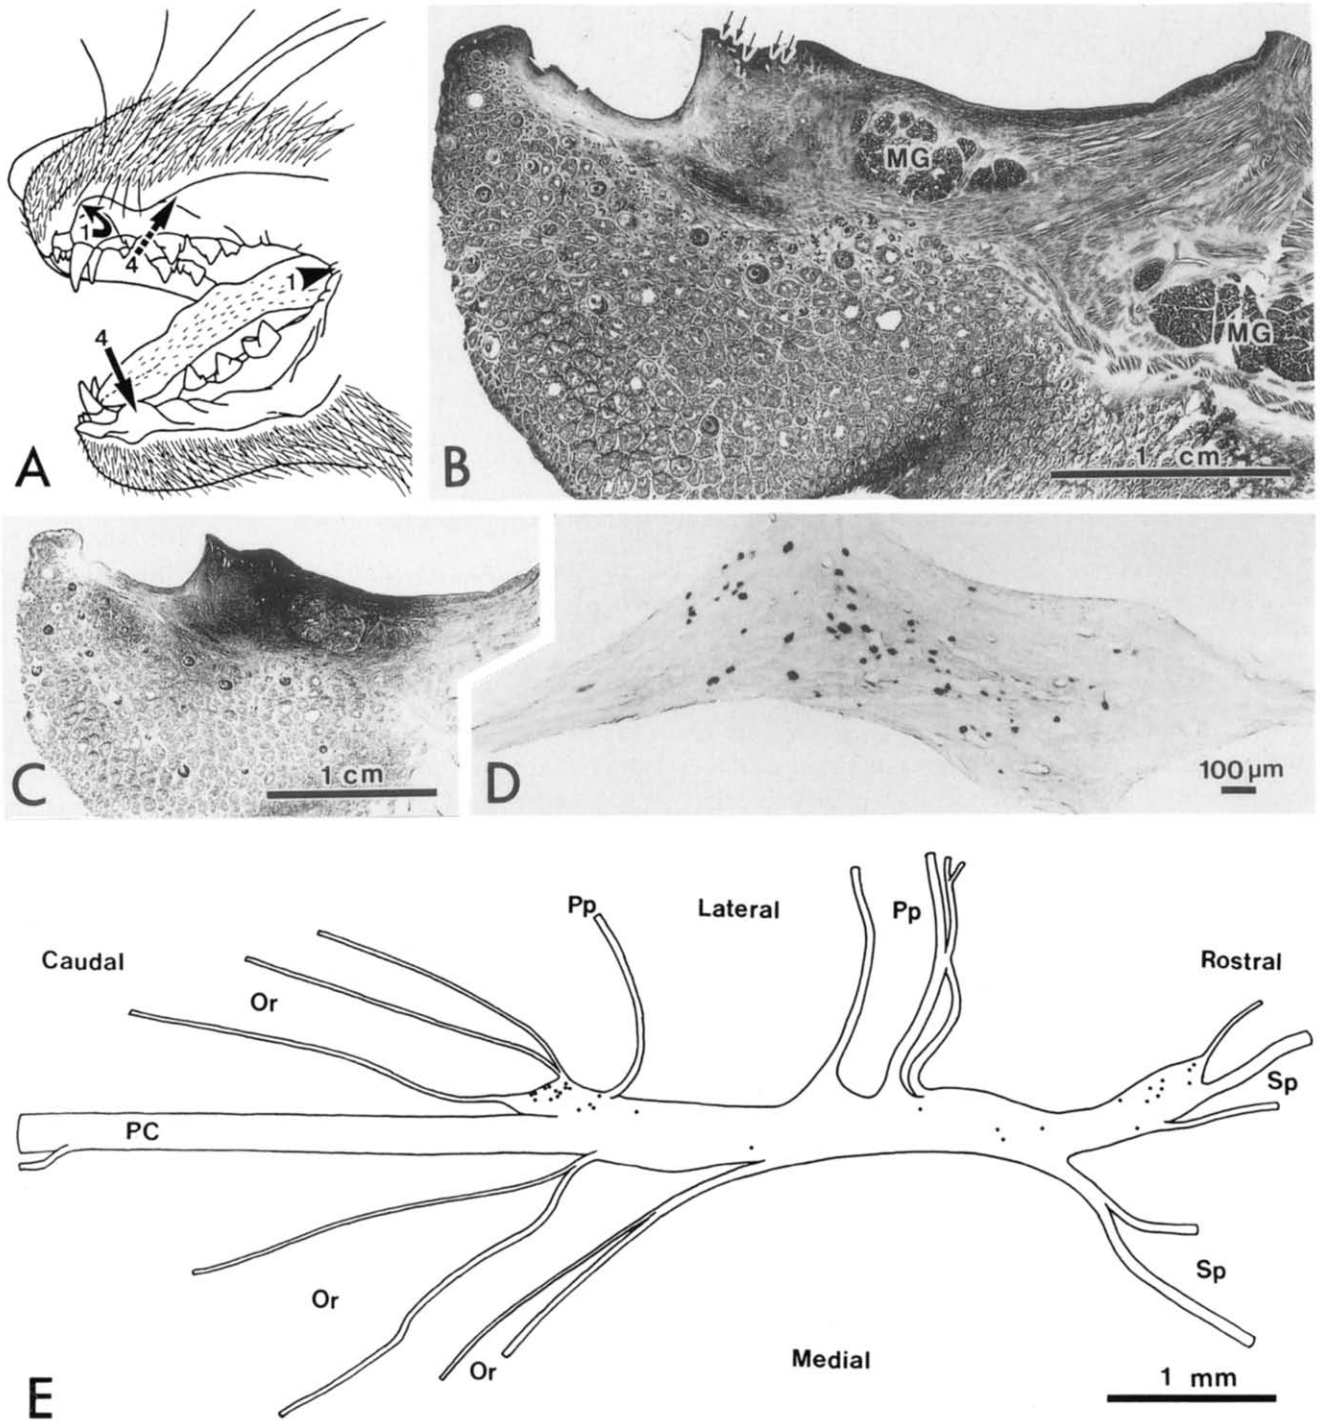 1
4
1
4
A
MG
MG
1 cm
B
C
1 cm
D
100 μm
Pp
Lateral
Pp
Caudal
Rostral
Or
Sp
PC
Or
Sp
Or
Medial
1 mm
E